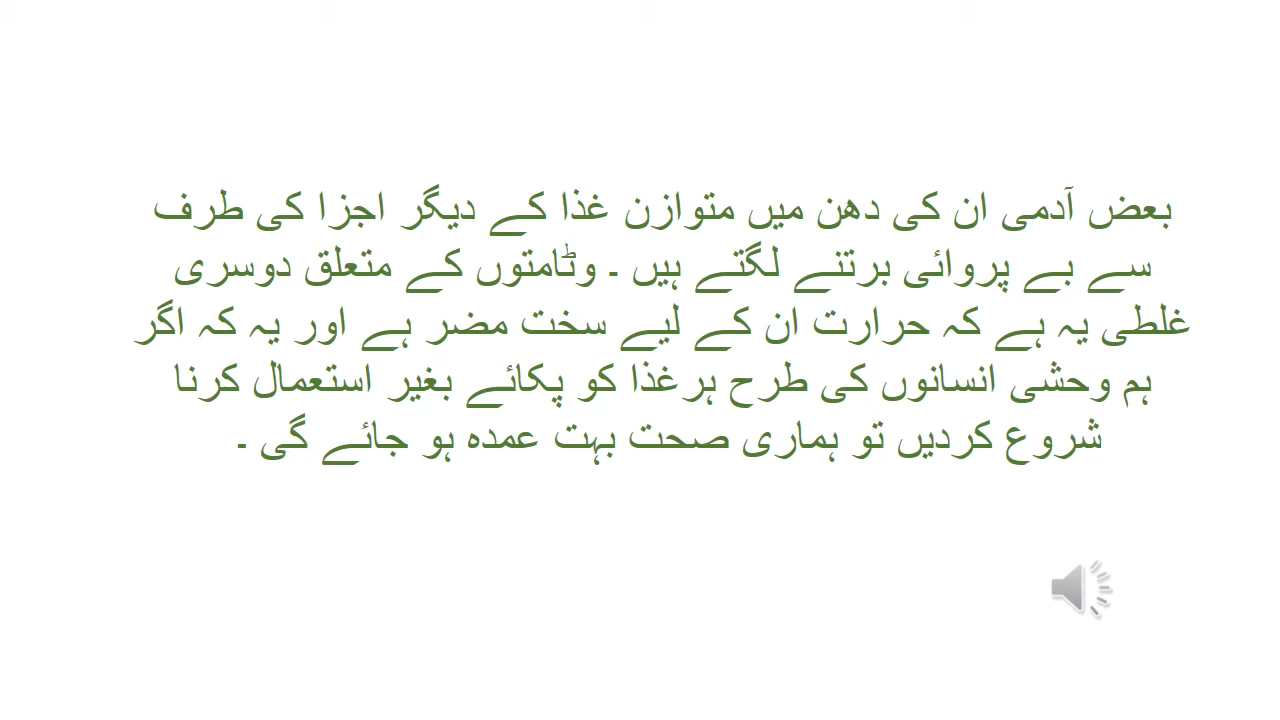 بعض آدمی ان کی دھن میں متوازن غذا کے دیگر اجزا کی طرف
سے بے پروائی برتنے لگتے ہیں ۔ وٹامتوں کے متعلق دوسری
غلطی یہ ہے کہ حرارت ان کے لیے سخت مضر ہے اور یہ کہ اگر
ہم وحشی انسانوں کی طرح ہرغذا کو پکائے بغیر استعمال کرنا
شروع کردیں تو ہماری صحت بہت عمدہ ہو جائے گی ۔